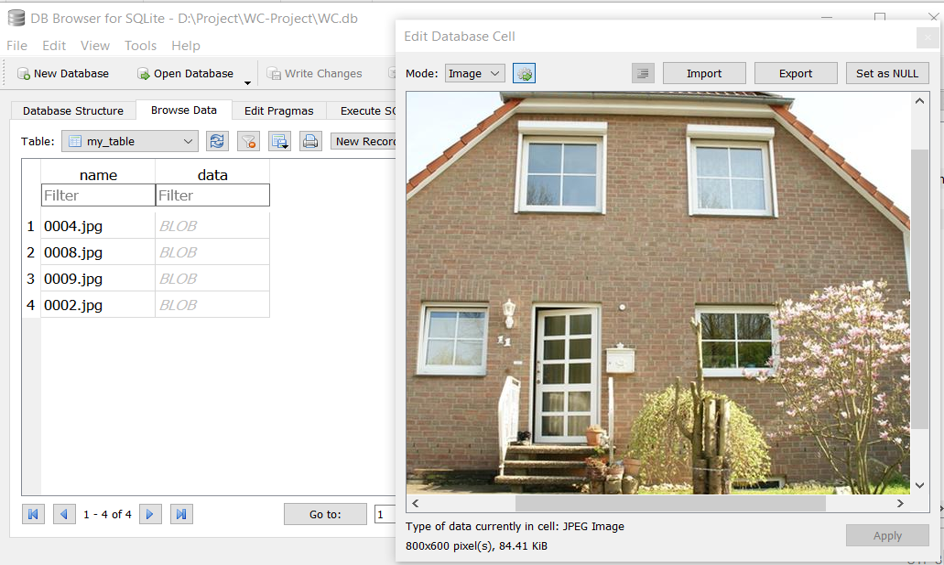 DB Browser for SQLite - D:\Project\WC-Project\WC.db
File Edit View Tools Help
New Database Open Database Write Changes
Database Structure Browse Data Edit Pragmas Execute SQ
Table: my_table New Recor
name data
Filter Filter
1 0004.jpg BLOB
2 0008.jpg BLOB
3 0009.jpg BLOB
4 0002.jpg BLOB
1 - 4 of 4 Go to: 1
Edit Database Cell
Mode: Image Import Export Set as NULL
11
Type of data currently in cell: JPEG Image
800x600 pixel(s), 84.41 KiB
Apply